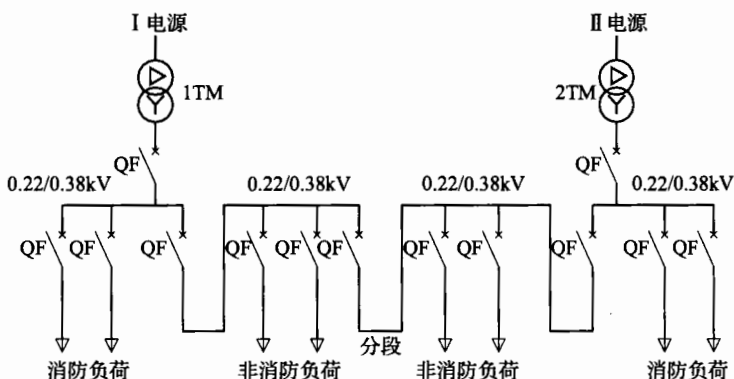 Ⅰ电源 Ⅱ电源
1TM 2TM
QF QF
0.22/0.38kV 0.22/0.38kV 0.22/0.38kV 0.22/0.38kV
QF QF QF QF QF QF QF QF QF QF QF
分段
消防负荷 非消防负荷 非消防负荷 消防负荷